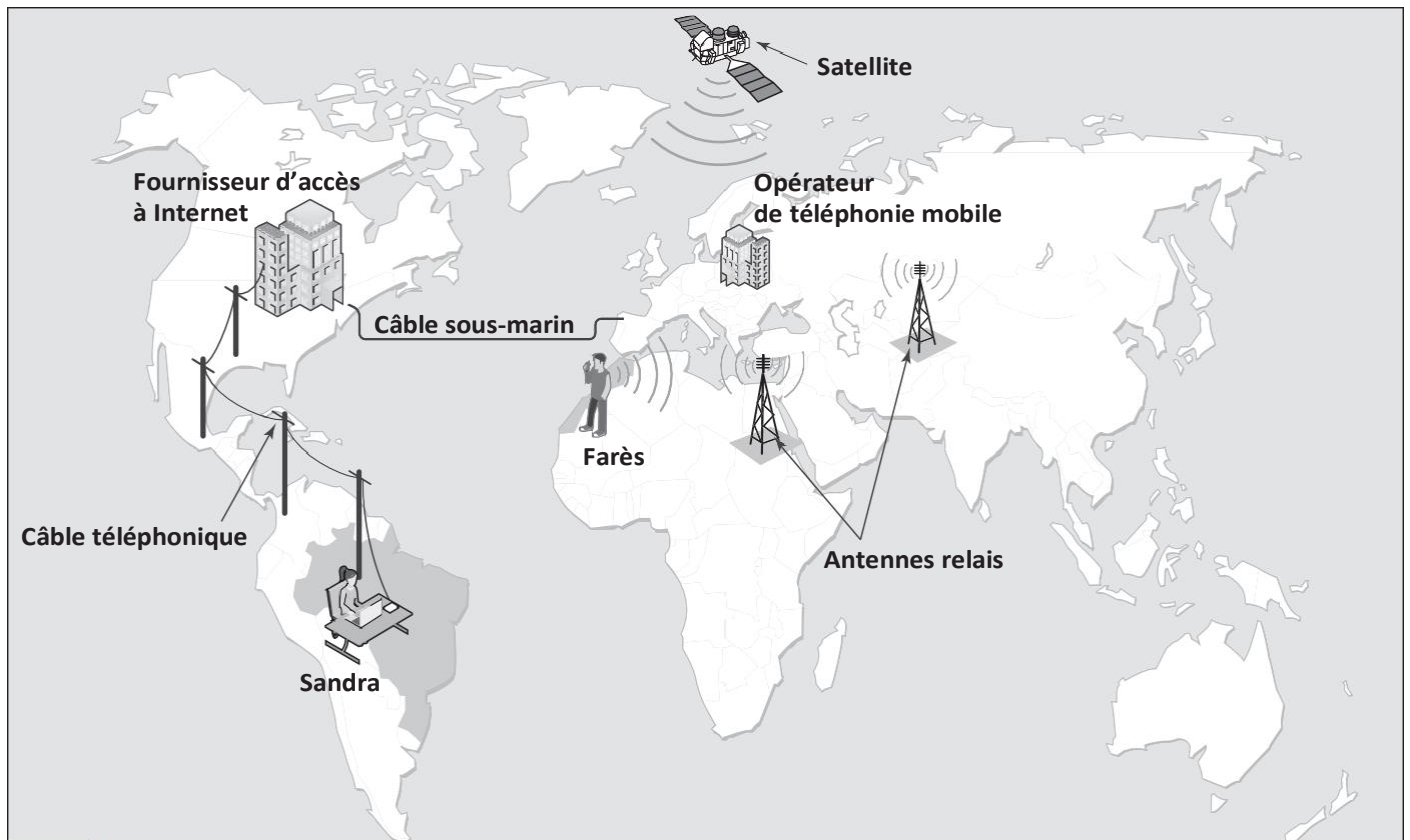 Satellite
Fournisseur d’accès
à Internet
Opérateur
de téléphonie mobile
Câble sous-marin
Farès
Câble téléphonique
Antennes relais
Sandra